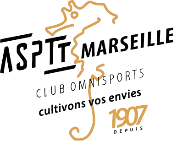 ASPTT MARSEILLE
CLUB OMNISPORTS
cultivons vos envies
1907
DEPUIS